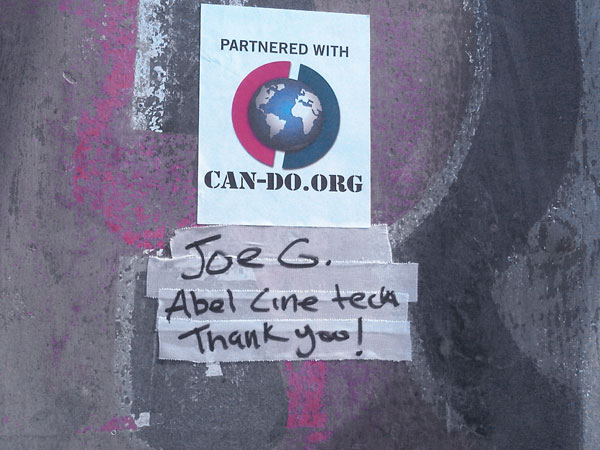 PARTNERED WITH
CAN-DO.ORG
Joe G.
Abel Cine tech
Thank you!